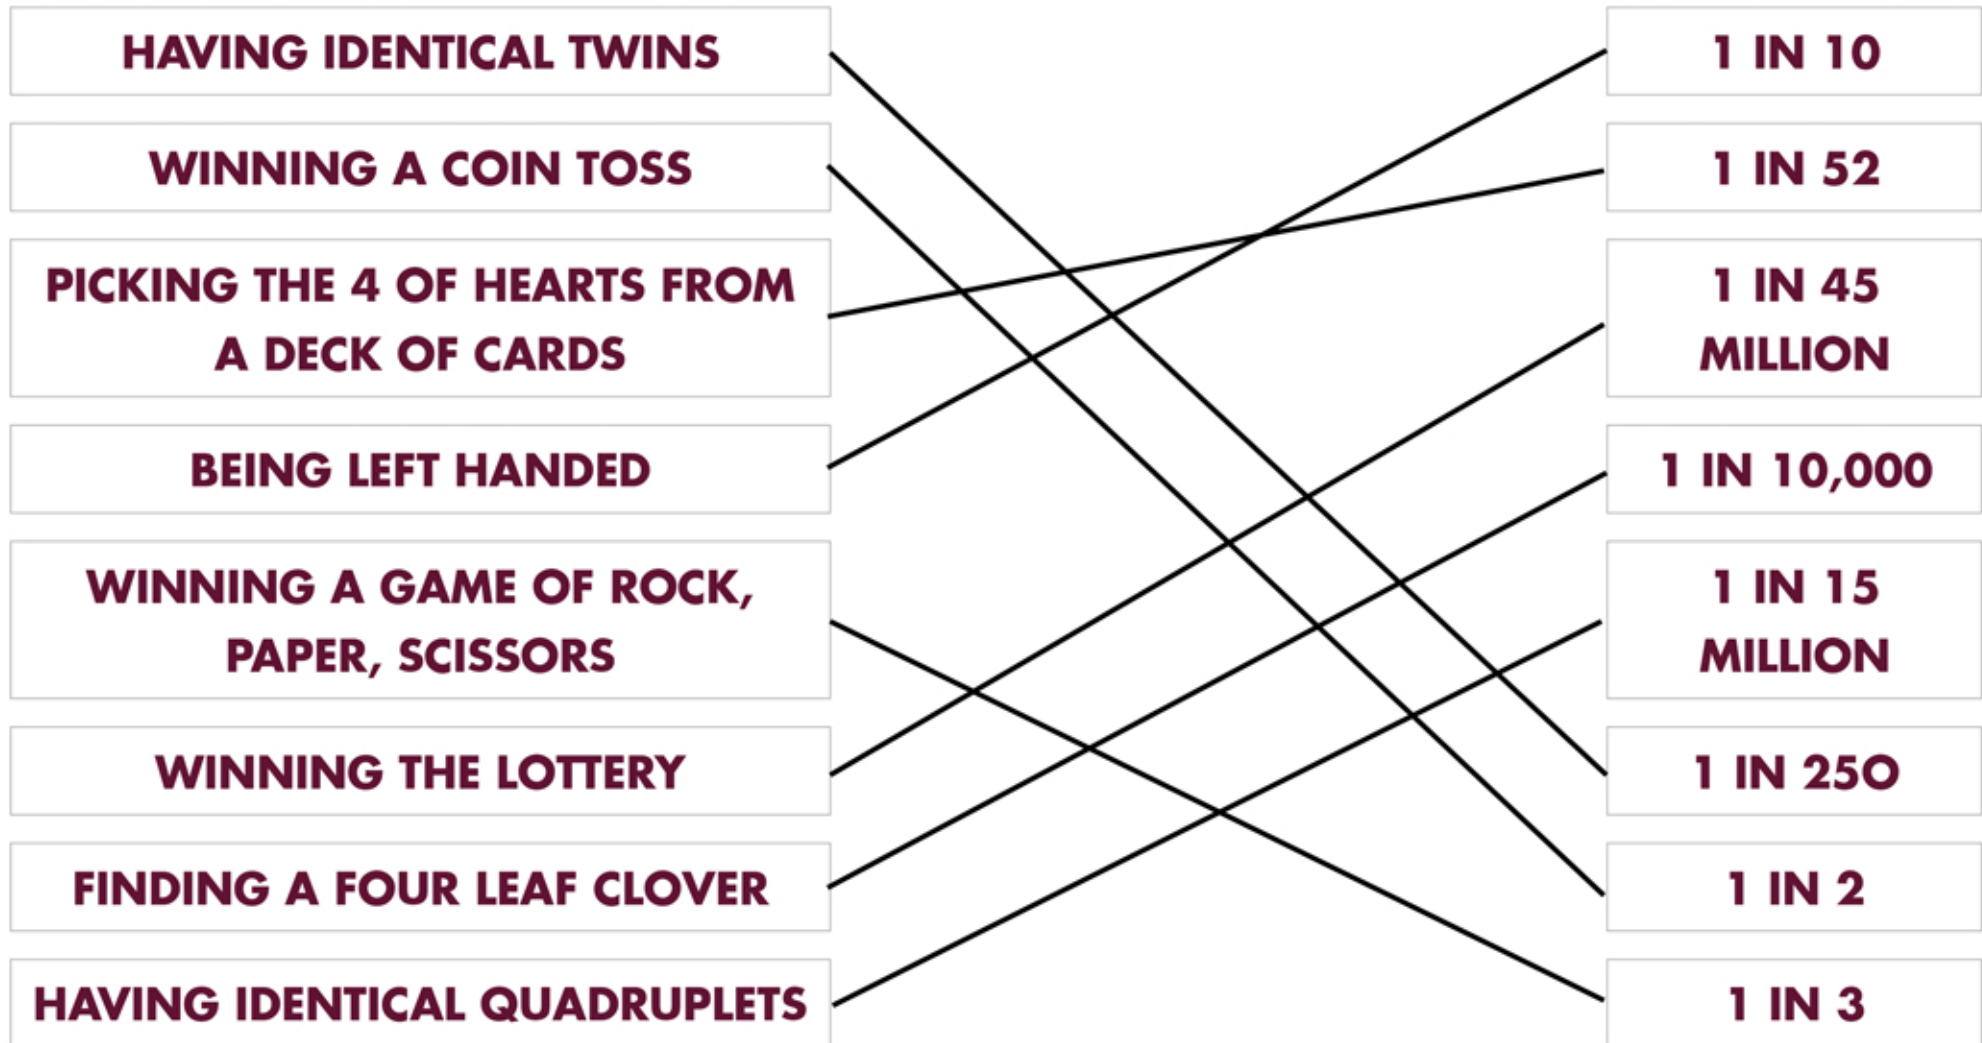 HAVING IDENTICAL TWINS
WINNING A COIN TOSS
PICKING THE 4 OF HEARTS FROM
A DECK OF CARDS
BEING LEFT HANDED
WINNING A GAME OF ROCK,
PAPER, SCISSORS
WINNING THE LOTTERY
FINDING A FOUR LEAF CLOVER
HAVING IDENTICAL QUADRUPLETS
1 IN 10
1 IN 52
1 IN 45
MILLION
1 IN 10,000
1 IN 15
MILLION
1 IN 25O
1 IN 2
1 IN 3